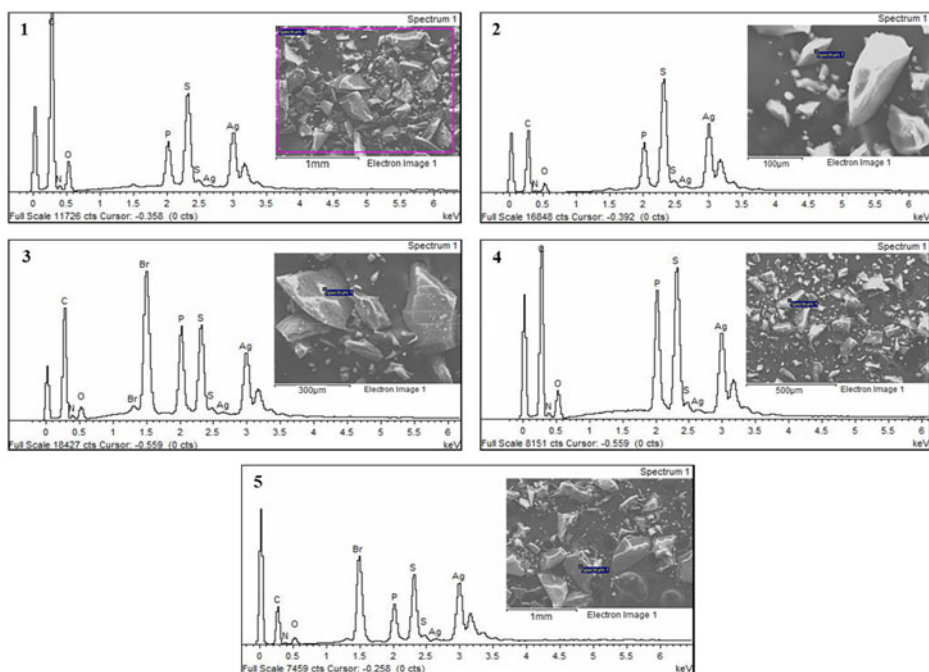 1
Spectrum 1
C
O
N
P
S
S
Ag
Ag
Spectrum 1
1mm
Electron Image 1
0 0.5 1 1.5 2 2.5 3 3.5 4 4.5 5 5.5 6
Full Scale 11726 cts Cursor: -0.358 (0 cts)
keV
2
Spectrum 1
C
O
N
P
S
S
Ag
Ag
Spectrum 1
100µm
Electron Image 1
0 0.5 1 1.5 2 2.5 3 3.5 4 4.5 5 5.5 6
Full Scale 16848 cts Cursor: -0.392 (0 cts)
keV
3
Spectrum 1
C
N
O
Br
Br
P
S
S
Ag
Ag
Spectrum 1
300µm
Electron Image 1
0 0.5 1 1.5 2 2.5 3 3.5 4 4.5 5 5.5 6
Full Scale 18427 cts Cursor: -0.559 (0 cts)
keV
4
Spectrum 1
C
O
N
P
S
S
Ag
Ag
Spectrum 1
500µm
Electron Image 1
0 0.5 1 1.5 2 2.5 3 3.5 4 4.5 5 5.5 6
Full Scale 8151 cts Cursor: -0.559 (0 cts)
keV
5
Spectrum 1
C
N
O
Br
P
S
S
Ag
Ag
Spectrum 1
1mm
Electron Image 1
0 0.5 1 1.5 2 2.5 3 3.5 4 4.5 5 5.5 6
Full Scale 7459 cts Cursor: -0.258 (0 cts)
keV